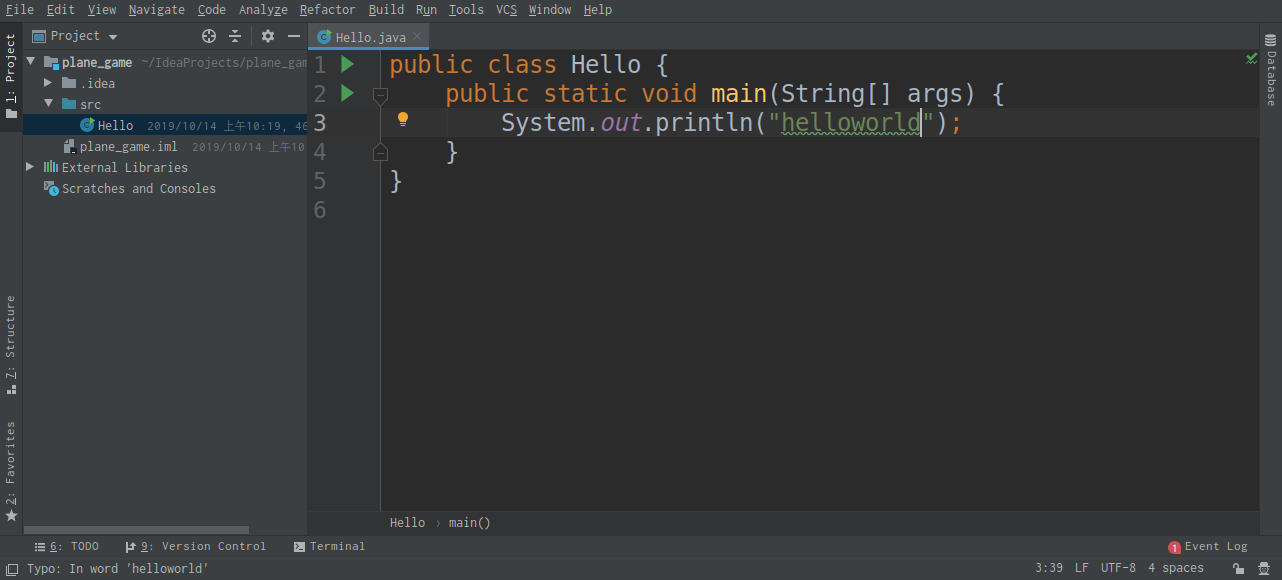 File Edit View Navigate Code Analyze Refactor Build Run Tools VCS Window Help
1: Project
Project
Hello.java
Database
plane_game ~/IdeaProjects/plane_gam
.idea
src
Hello 2019/10/14 上午10:19, 46
plane_game.iml 2019/10/14 上午10
External Libraries
Scratches and Consoles
1 public class Hello {
2 public static void main(String[] args) {
3 System.out.println("helloworld");
4 }
5 }
6
7: Structure
2: Favorites
Hello › main()
6: TODO 9: Version Control Terminal 1 Event Log
Typo: In word 'helloworld' 3:39 LF UTF-8 4 spaces